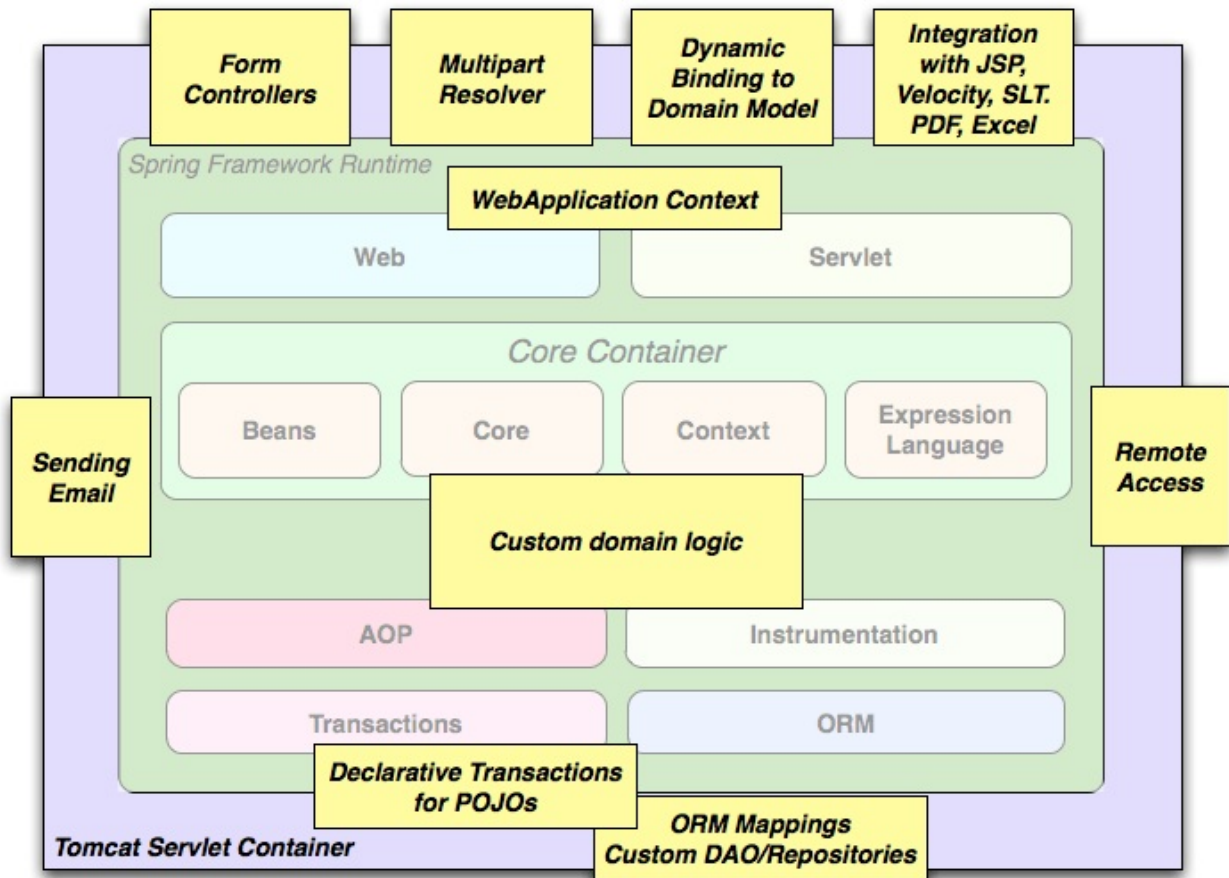 Form
Controllers
Multipart
Resolver
Dynamic
Binding to
Domain Model
Integration
with JSP,
Velocity, SLT.
PDF, Excel
Spring Framework Runtime
WebApplication Context
Web
Servlet
Core Container
Beans
Core
Context
Expression
Language
Sending
Email
Remote
Access
Custom domain logic
AOP
Instrumentation
Transactions
ORM
Declarative Transactions
for POJOs
ORM Mappings
Custom DAO/Repositories
Tomcat Servlet Container